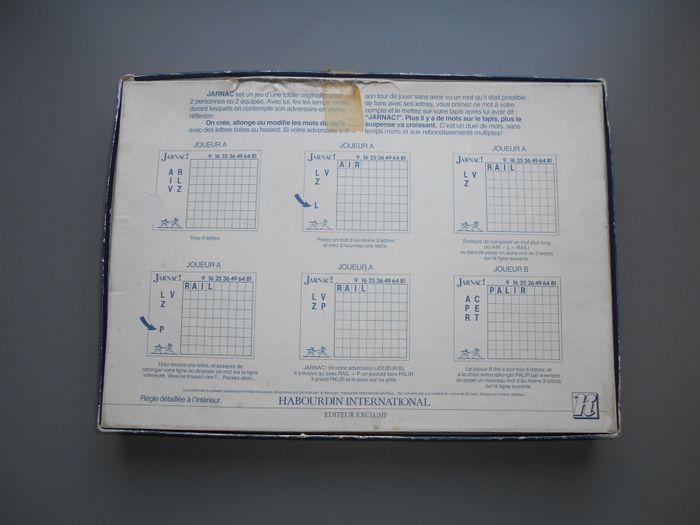 JARNAC est un jeu d'une totale originalité
2 personnes ou 2 équipes. Avec lui, fini les temps
durant lesquels on contemple son adversaire en
réflexion.
On crée, allonge ou modifie les mots
avec des lettres tirées au hasard. Si votre adversaire finit
son tour de jouer sans avoir vu un mot qu'il était possible
de faire avec ses lettres, vous prenez ce mot à votre
compte et le mettez sur votre tapis après lui avoir dit
"JARNAC!". Plus il y a de mots sur le tapis, plus le
suspense va croissant. C'est un duel de mots, sans
temps morts et aux rebondissements multiples!
JOUEUR A
JARNAC!
9 16 25 36 49 64 81
A R
I L
V Z
Tirez 6 lettres.
JOUEUR A
JARNAC!
9 16 25 36 49 64 81
AIR
L V
Z
L
Posez un mot d'au moins 3 lettres
et tirez à nouveau une lettre.
JOUEUR A
JARNAC!
9 16 25 36 49 64 81
RAIL
L V
Z
Essayez de composer un mot plus long
(ici AIR + L = RAIL)
ou bien de poser un autre mot de 3 lettres
sur la ligne suivante.
JOUEUR A
JARNAC!
9 16 25 36 49 64 81
RAIL
L V
Z
P
Tirez encore une lettre, et essayez de
rallonger votre ligne ou de poser un mot sur la ligne
inférieure. Vous ne trouvez rien?... Passez alors...
JOUEUR A
JARNAC!
9 16 25 36 49 64 81
RAIL
L V
Z P
JARNAC! dit votre adversaire (JOUEUR B).
Il a trouvé qu'avec RAIL + P on pouvait faire PALIR.
Il prend PALIR et le pose sur sa grille.
JOUEUR B
JARNAC!
9 16 25 36 49 64 81
PALIR
A C
P E
R T
Le joueur B tire à son tour 6 lettres, et
a le choix entre rallonger PALIR par exemple
ou poser un nouveau mot d'au moins 3 lettres
sur la ligne suivante.
Règle détaillée à l'intérieur.
HABOURDIN INTERNATIONAL
EDITEUR EXCLUSIF
H